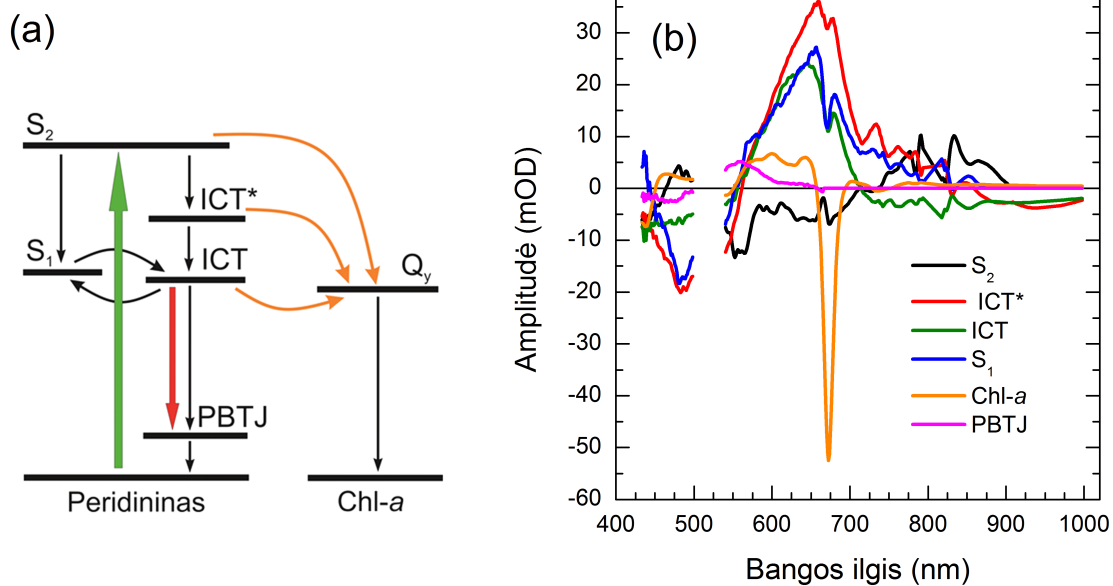 (a)
S2
ICT*
S1
ICT
Qy
PBTJ
Peridininas
Chl-a
(b)
30
20
10
0
-10
-20
-30
-40
-50
-60
Amplitudė (mOD)
S2
ICT*
ICT
S1
Chl-a
PBTJ
400 500 600 700 800 900 1000
Bangos ilgis (nm)